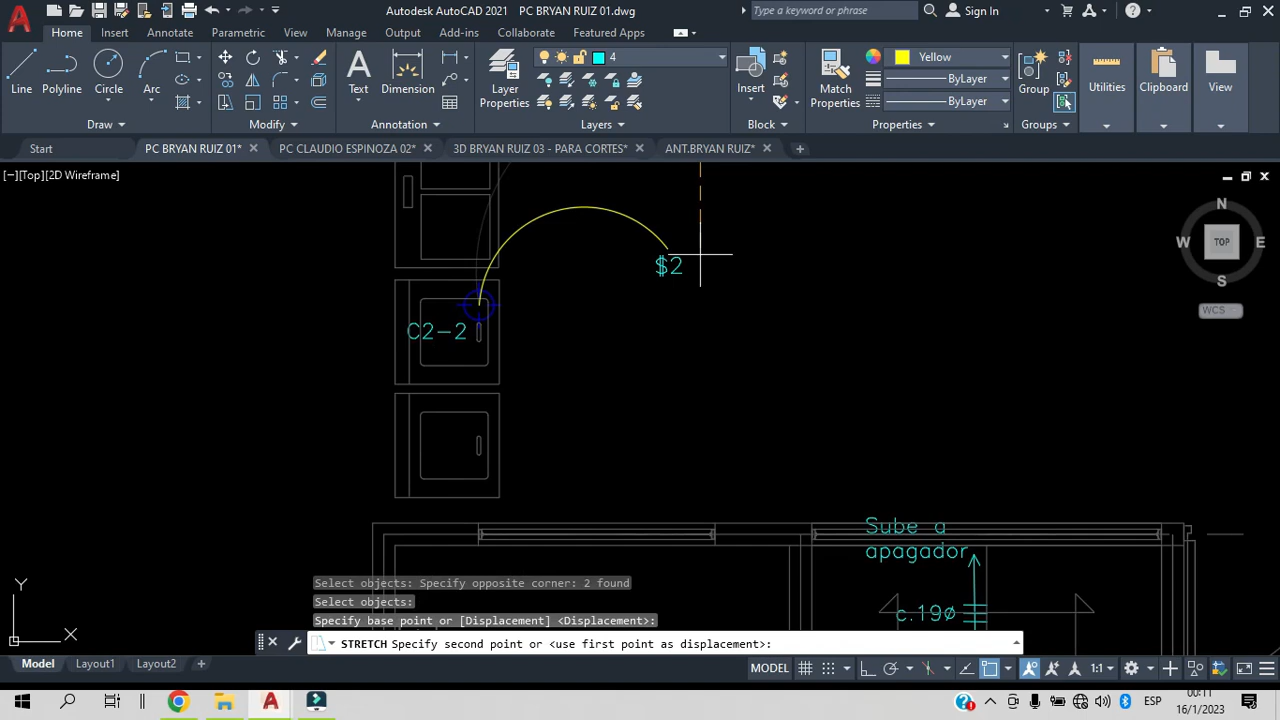 Autodesk AutoCAD 2021 PC BRYAN RUIZ 01.dwg
Type a keyword or phrase
Sign In
Home Insert Annotate Parametric View Manage Output Add-ins Collaborate Featured Apps
4
Yellow
ByLayer
ByLayer
Line Polyline Circle Arc
Text Dimension
Layer Properties
Insert
Match Properties
Group
Utilities Clipboard View
Draw Modify Annotation Layers Block Properties Groups
Start PC BRYAN RUIZ 01* PC CLAUDIO ESPINOZA 02* 3D BRYAN RUIZ 03 - PARA CORTES* ANT.BRYAN RUIZ*
[−][Top][2D Wireframe]
N
W TOP E
S
WCS
$2
C2-2
Sube a
apagador
c.19ø
Y
X
Select objects: Specify opposite corner: 2 found
Select objects:
Specify base point or [Displacement] <Displacement>:
STRETCH Specify second point or <use first point as displacement>:
Model Layout1 Layout2
MODEL 1:1
ESP
00:11
16/1/2023